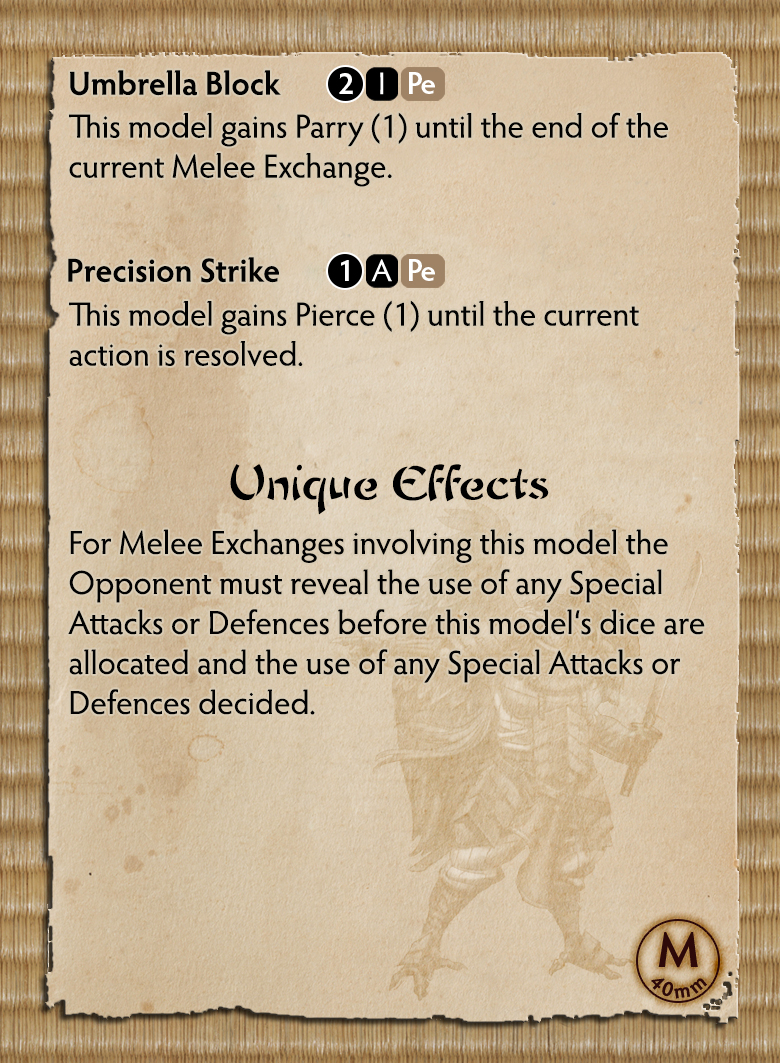 Umbrella Block 2 I Pe
This model gains Parry (1) until the end of the
current Melee Exchange.
Precision Strike 1 A Pe
This model gains Pierce (1) until the current
action is resolved.
Unique Effects
For Melee Exchanges involving this model the
Opponent must reveal the use of any Special
Attacks or Defences before this model's dice are
allocated and the use of any Special Attacks or
Defences decided.
M
40mm